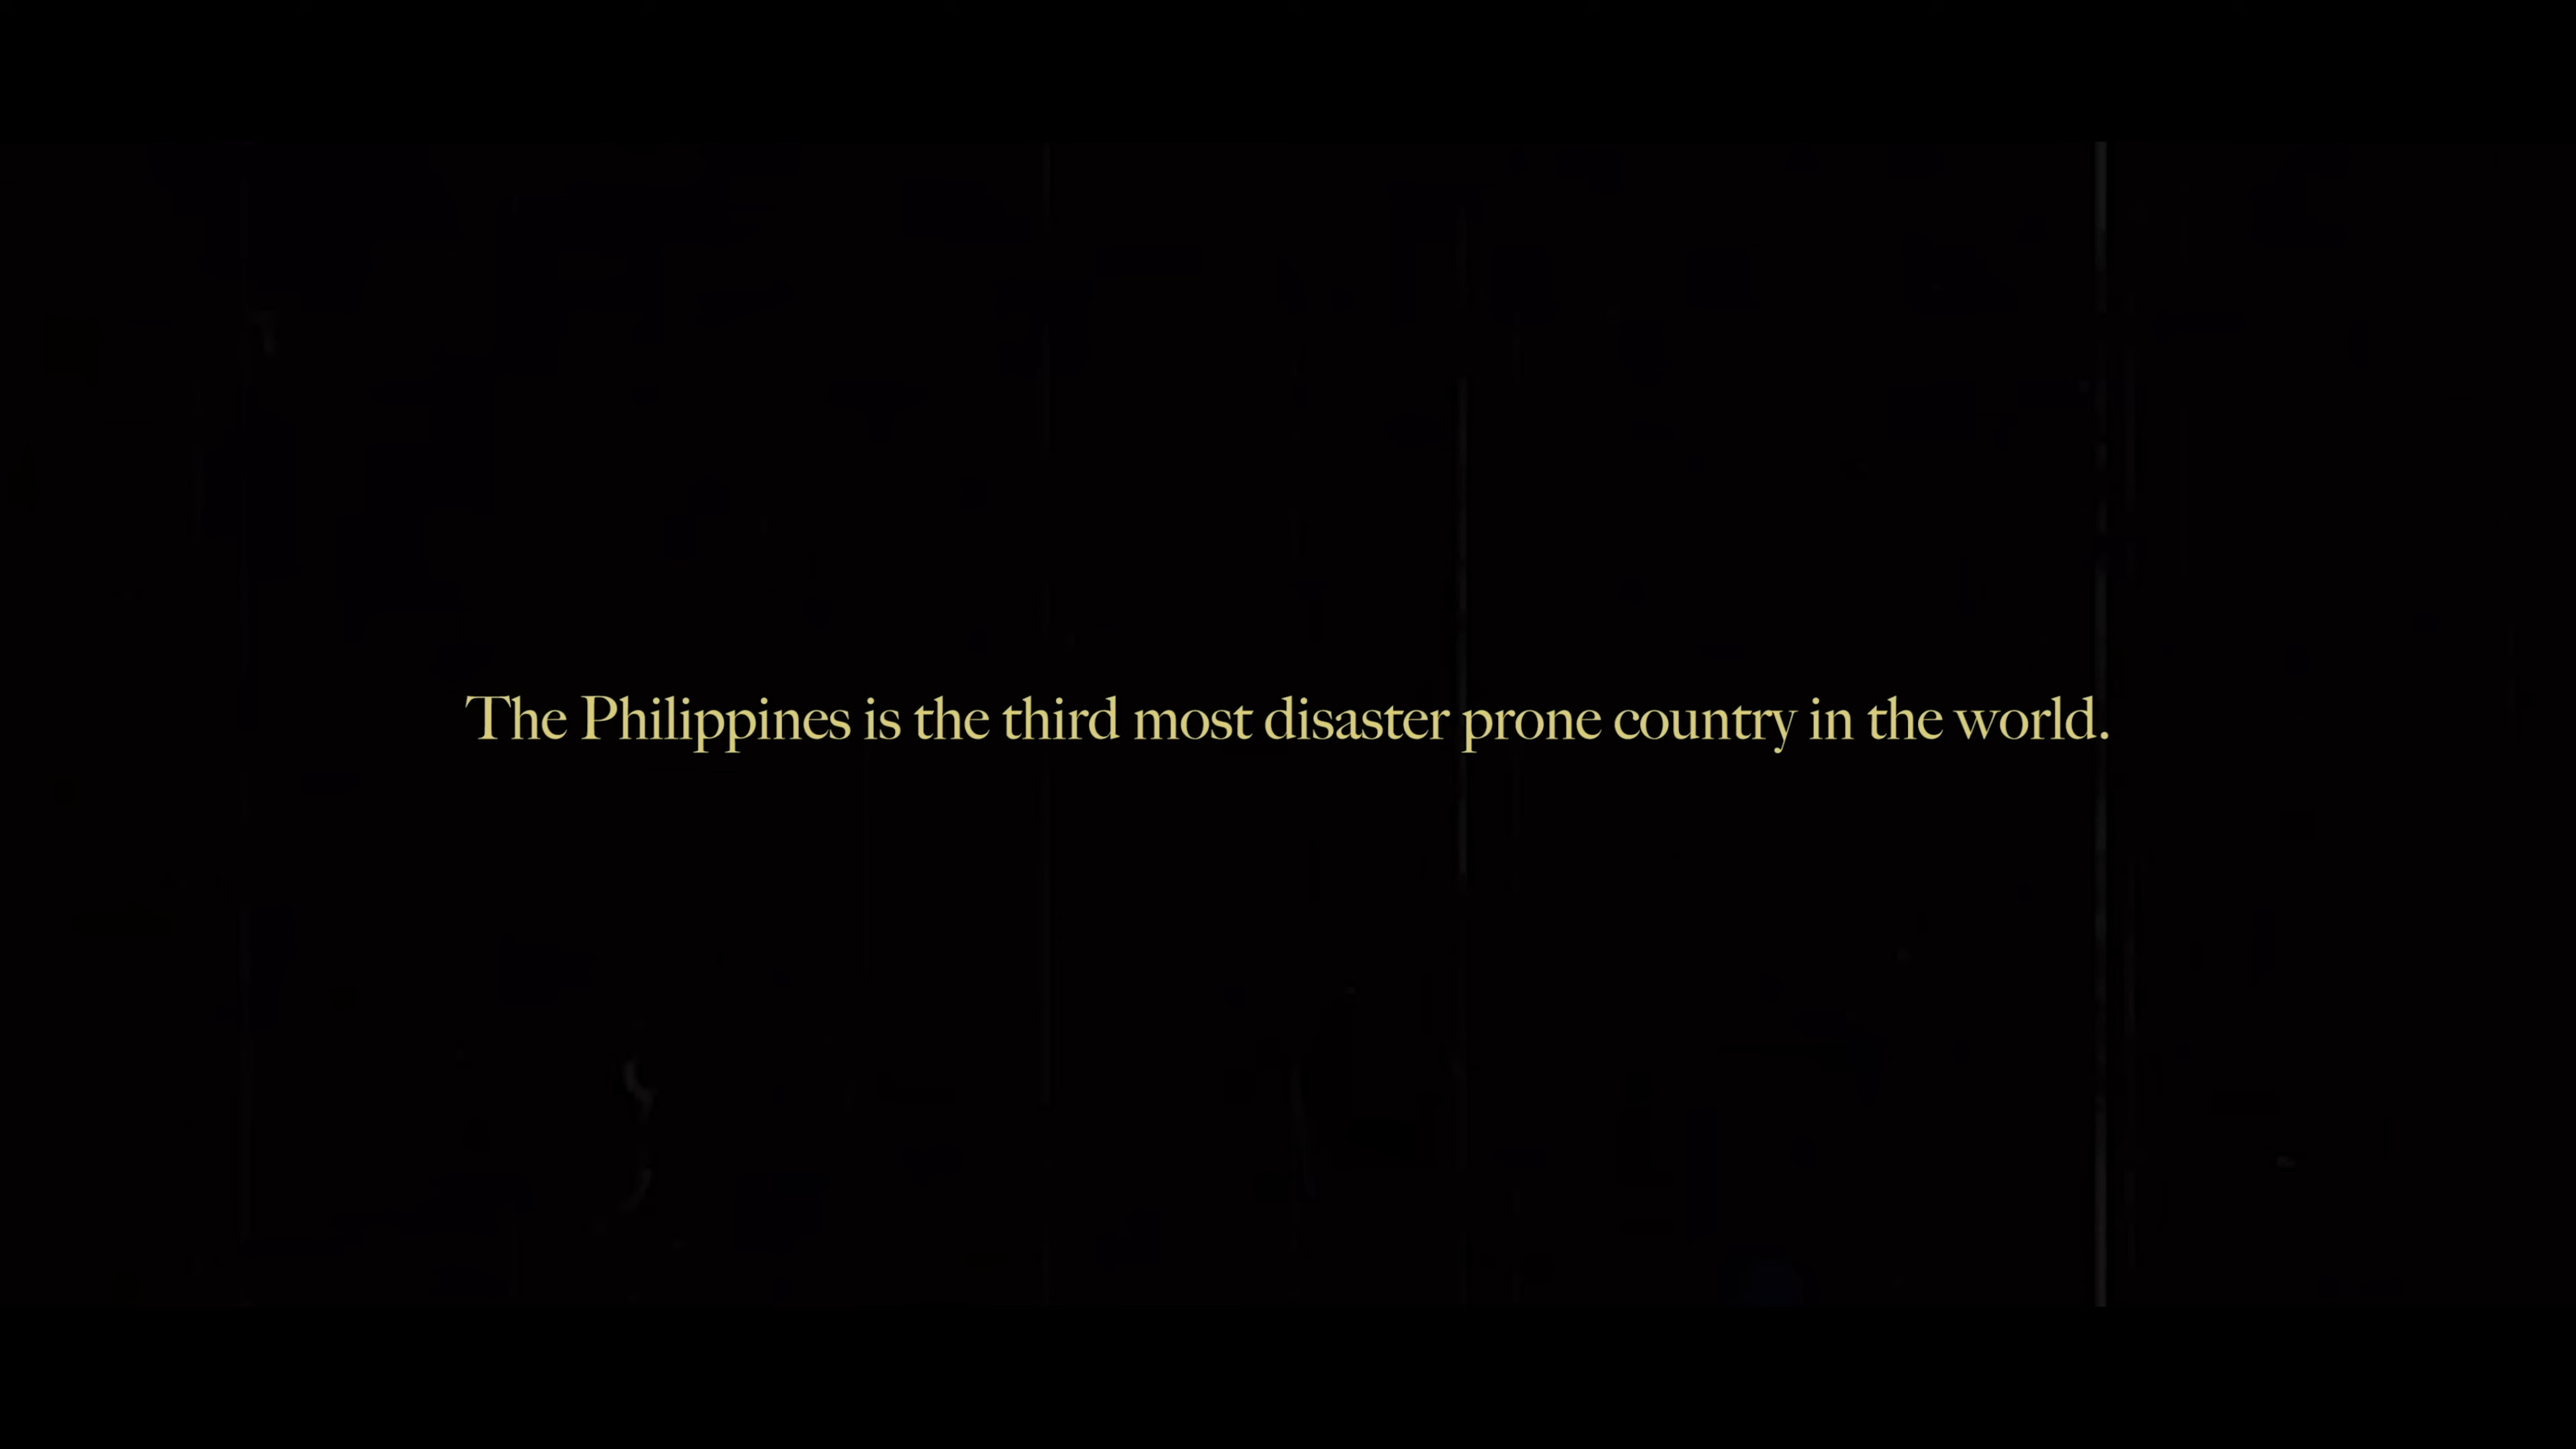 The Philippines is the third most disaster prone country in the world.